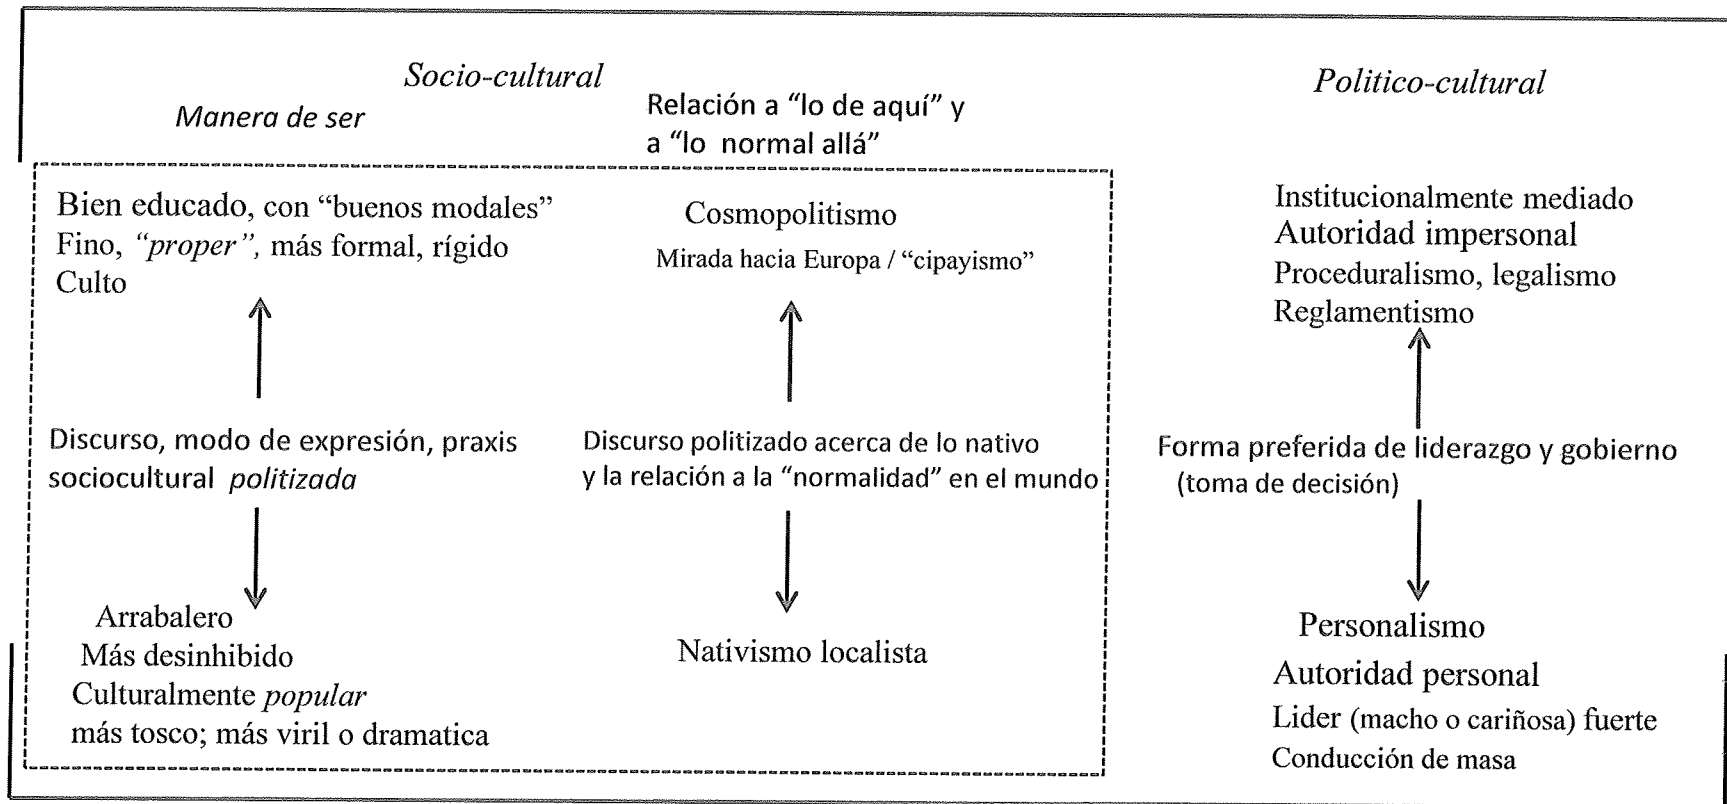 Socio-cultural
Politico-cultural
Manera de ser
Relación a “lo de aquí” y
a “lo normal allá”
Bien educado, con “buenos modales”
Fino, “proper”, más formal, rígido
Culto
Cosmopolitismo
Mirada hacia Europa / “cipayismo”
Institucionalmente mediado
Autoridad impersonal
Proceduralismo, legalismo
Reglamentismo
Discurso, modo de expresión, praxis
sociocultural politizada
Discurso politizado acerca de lo nativo
y la relación a la “normalidad” en el mundo
Forma preferida de liderazgo y gobierno
(toma de decisión)
Arrabalero
Más desinhibido
Culturalmente popular
más tosco; más viril o dramatica
Nativismo localista
Personalismo
Autoridad personal
Lider (macho o cariñosa) fuerte
Conducción de masa